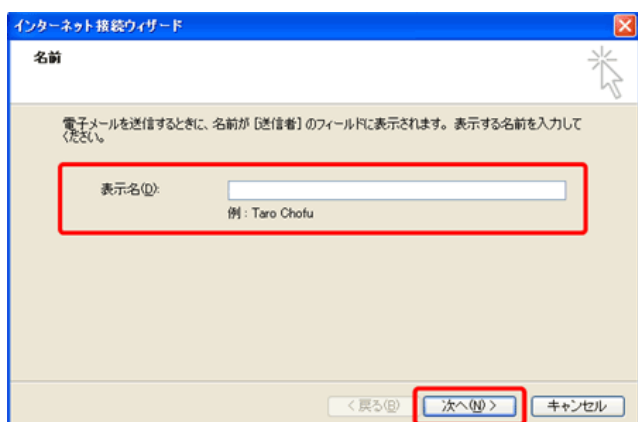 インターネット接続ウィザード
名前
電子メールを送信するときに、名前が [送信者] のフィールドに表示されます。表示する名前を入力して
ください。
表示名(D):
例 : Taro Chofu
< 戻る(B) 次へ(N) > キャンセル